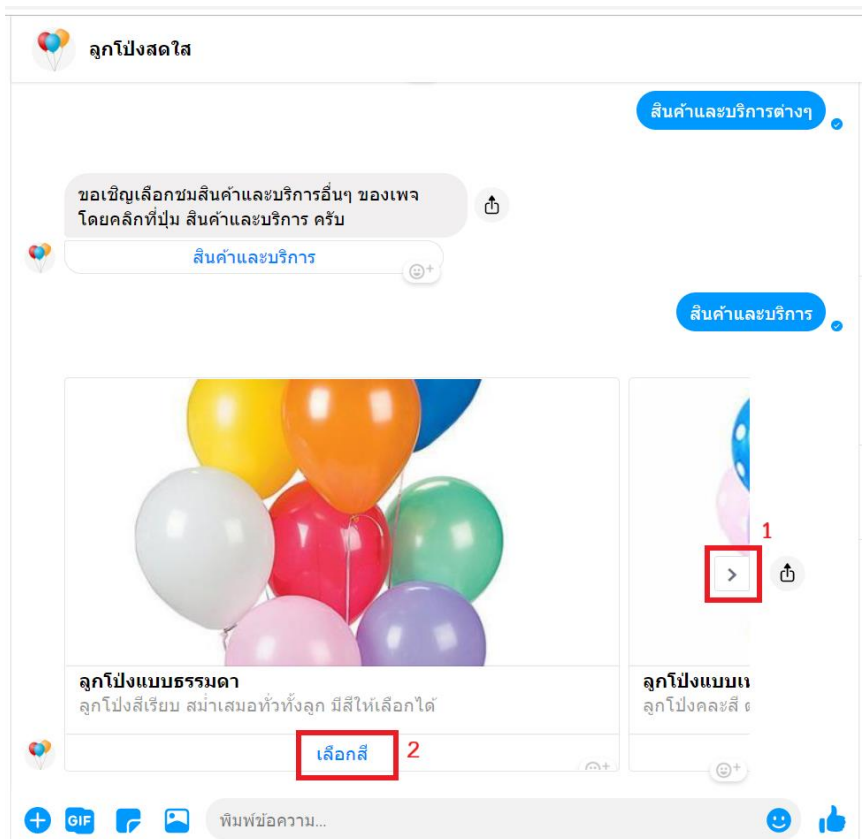 ลูกโป่งสดใส
สินค้าและบริการต่างๆ
ขอเชิญเลือกชมสินค้าและบริการอื่นๆ ของเพจ
โดยคลิกที่ปุ่ม สินค้าและบริการ ครับ
สินค้าและบริการ
สินค้าและบริการ
1
ลูกโป่งแบบธรรมดา
ลูกโป่งสีเรียบ สม่ำเสมอทั่วทั้งลูก มีสีให้เลือกได้
ลูกโป่งแบบ
ลูกโป่งคละสี
เลือกสี
2
GIF
พิมพ์ข้อความ...